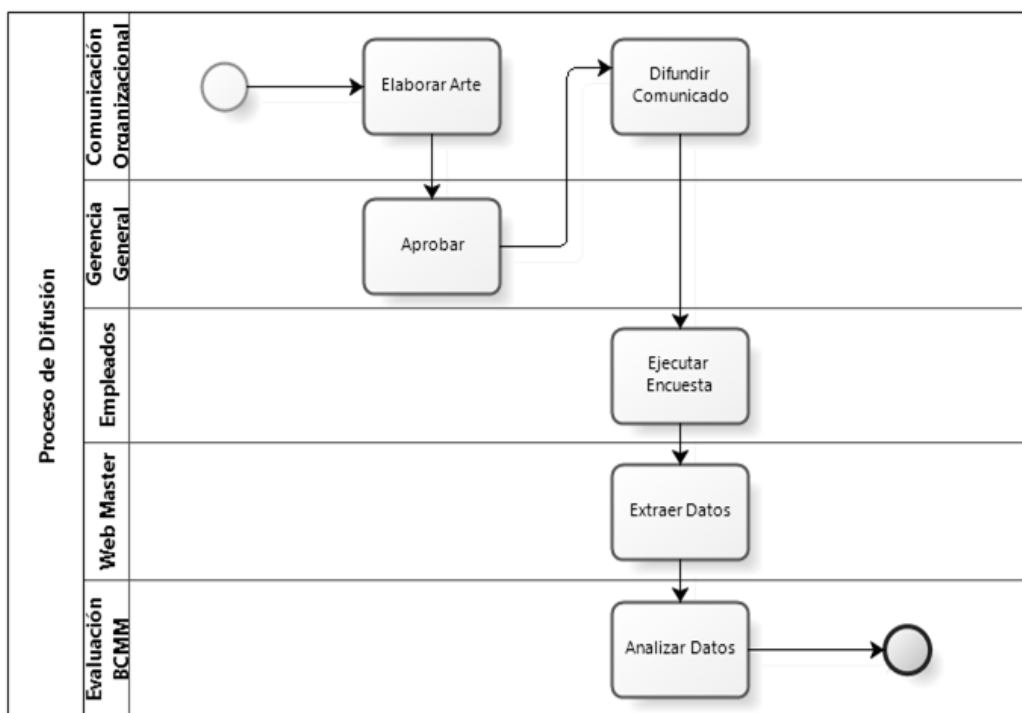 Proceso de Difusión
Comunicación
Organizacional
Elaborar Arte
Difundir
Comunicado
Gerencia
General
Aprobar
Empleados
Ejecutar
Encuesta
Web Master
Extraer Datos
Evaluación
BCMM
Analizar Datos